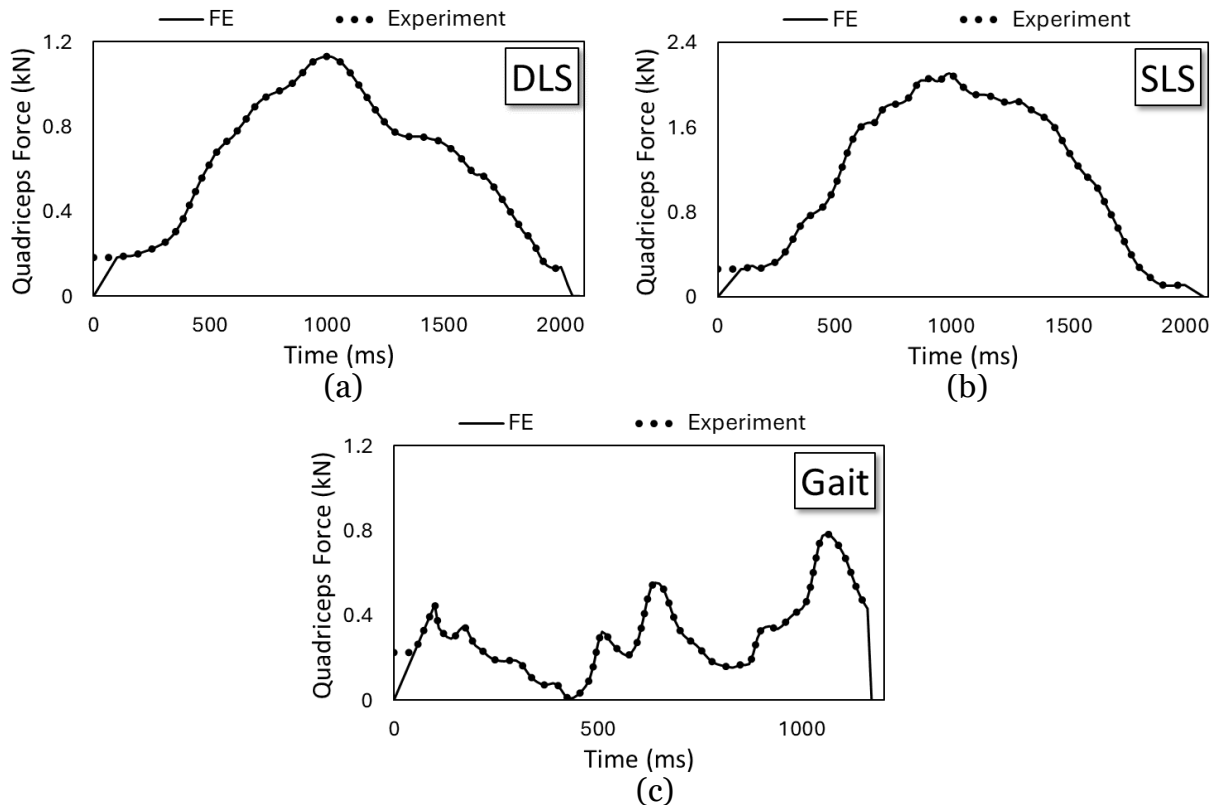 FE Experiment
Quadriceps Force (kN)
1.2
0.8
0.4
0
DLS
0 500 1000 1500 2000
Time (ms)
(a)
FE Experiment
Quadriceps Force (kN)
2.4
1.6
0.8
0
SLS
0 500 1000 1500 2000
Time (ms)
(b)
FE Experiment
Quadriceps Force (kN)
1.2
0.8
0.4
0
Gait
0 500 1000
Time (ms)
(c)